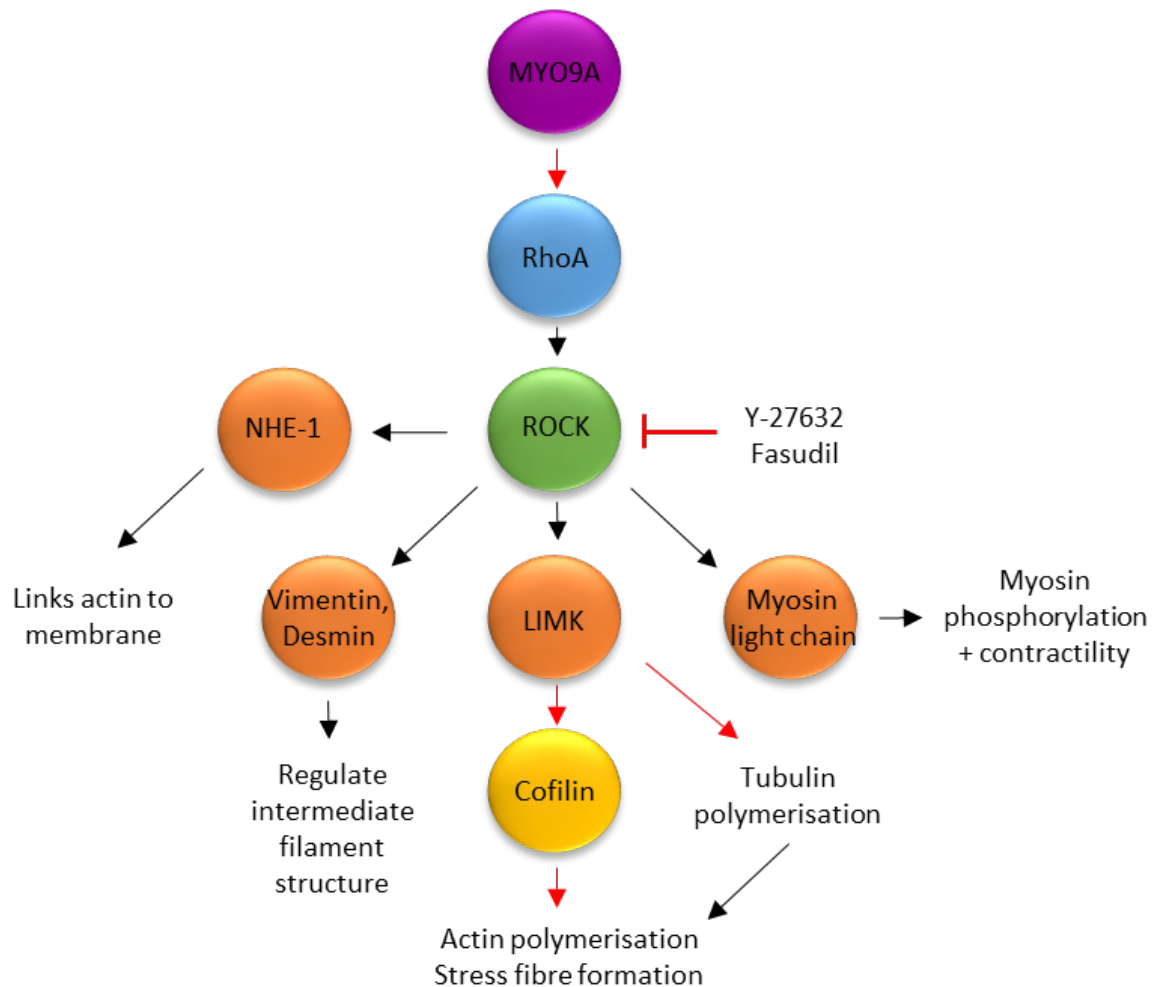 MYO9A
RhoA
NHE-1
ROCK
Y-27632
Fasudil
Links actin to
membrane
Vimentin,
Desmin
LIMK
Myosin
light chain
Myosin
phosphorylation
+ contractility
Regulate
intermediate
filament
structure
Cofilin
Tubulin
polymerisation
Actin polymerisation
Stress fibre formation